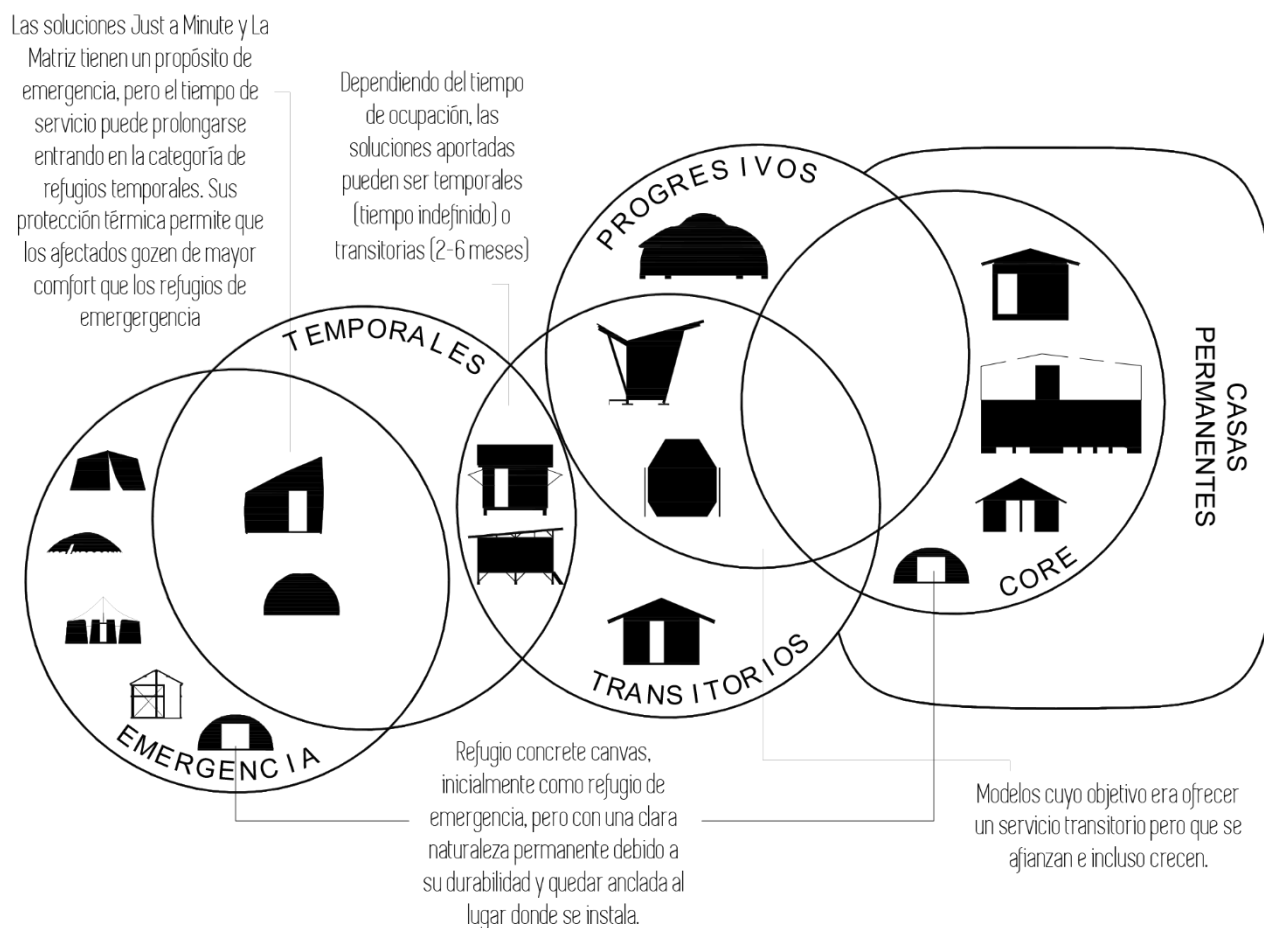 Las soluciones Just a Minute y La
Matriz tienen un propósito de
emergencia, pero el tiempo de
servicio puede prolongarse
entrando en la categoría de
refugios temporales. Sus
protección térmica permite que
los afectados gozen de mayor
comfort que los refugios de
emergergencia
Dependiendo del tiempo
de ocupación, las
soluciones aportadas
pueden ser temporales
(tiempo indefinido) o
transitorias (2-6 meses)
PROGRESIVOS
TEMPORALES
CASAS
PERMANENTES
CORE
TRANSITORIOS
EMERGENCIA
Refugio concrete canvas,
inicialmente como refugio de
emergencia, pero con una clara
naturaleza permanente debido a
su durabilidad y quedar anclada al
lugar donde se instala.
Modelos cuyo objetivo era ofrecer
un servicio transitorio pero que se
afianzan e incluso crecen.